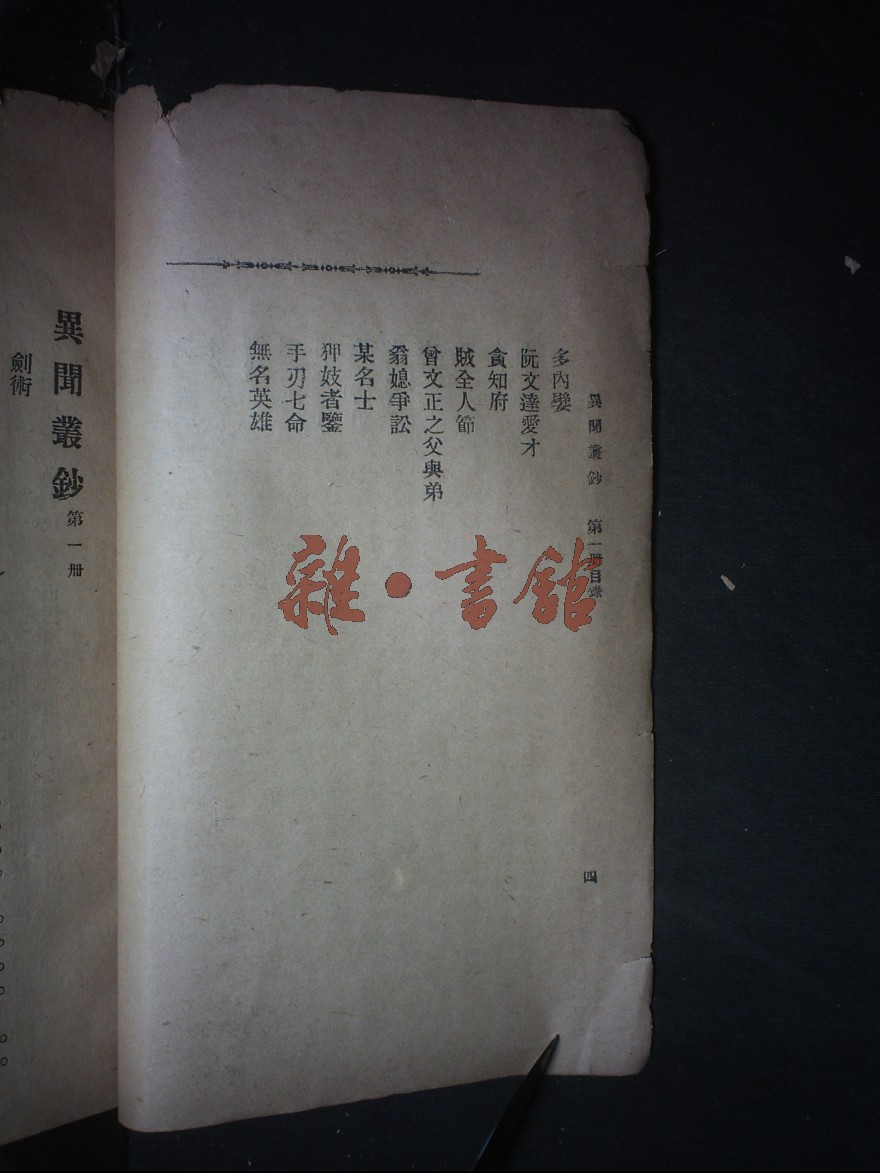 異聞叢鈔 第一冊目錄
多內嬖
阮文達愛才
貪知府
賊全人節
曾文正之父與弟
翁媳爭訟
某名士
狎妓者鑒
手刃七命
無名英雄
四
雜·書館
異聞叢鈔 第一冊
劍術